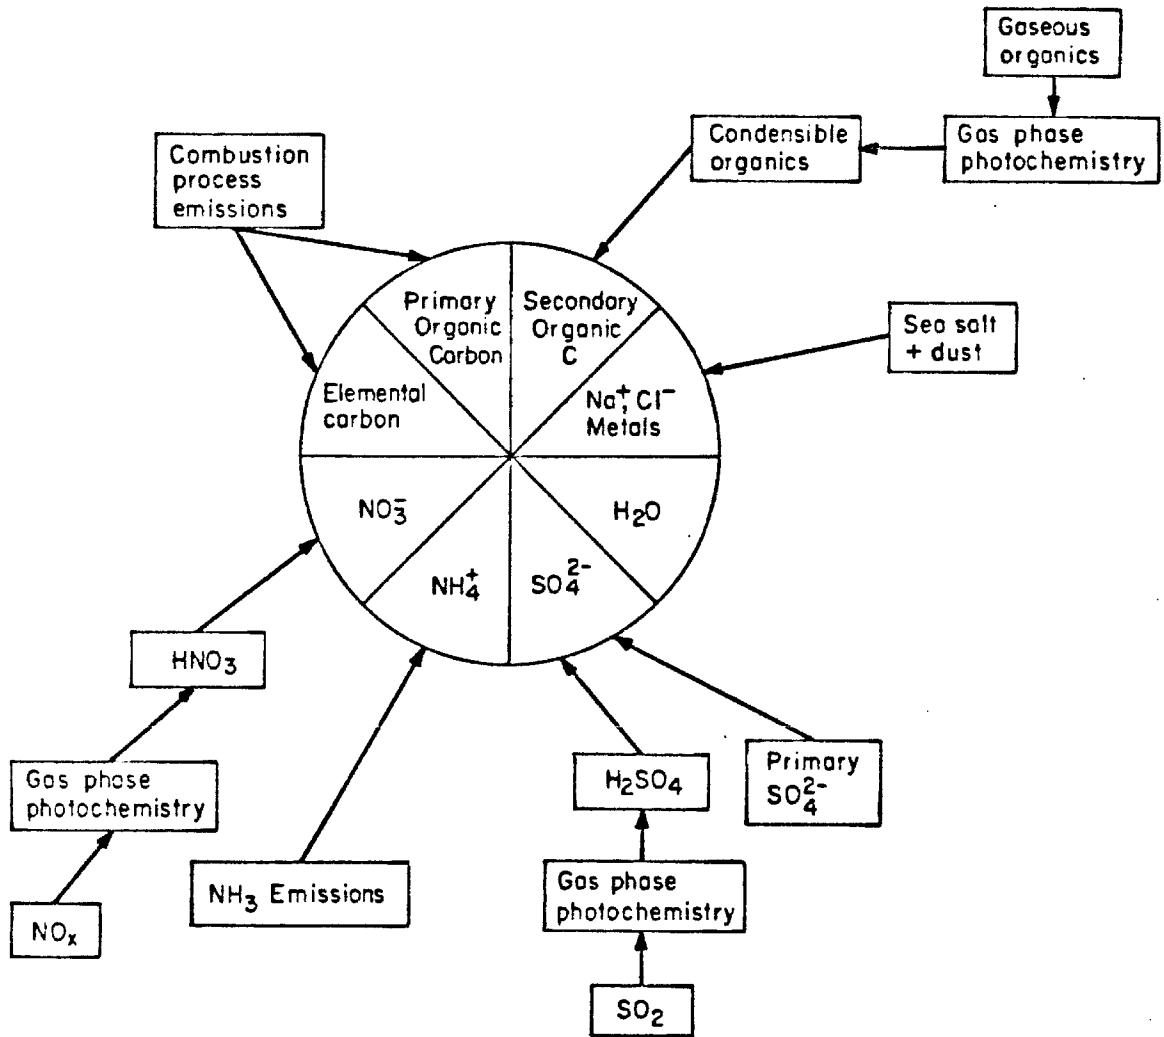 Gaseous
organics
Combustion
process
emissions
Condensible
organics
Gas phase
photochemistry
Primary
Organic
Carbon
Secondary
Organic
C
Sea salt
+ dust
Elemental
carbon
Na⁺, Cl⁻
Metals
NO₃⁻
H₂O
NH₄⁺
SO₄²⁻
HNO₃
Gas phase
photochemistry
H₂SO₄
Primary
SO₄²⁻
NH₃ Emissions
Gas phase
photochemistry
NOₓ
SO₂